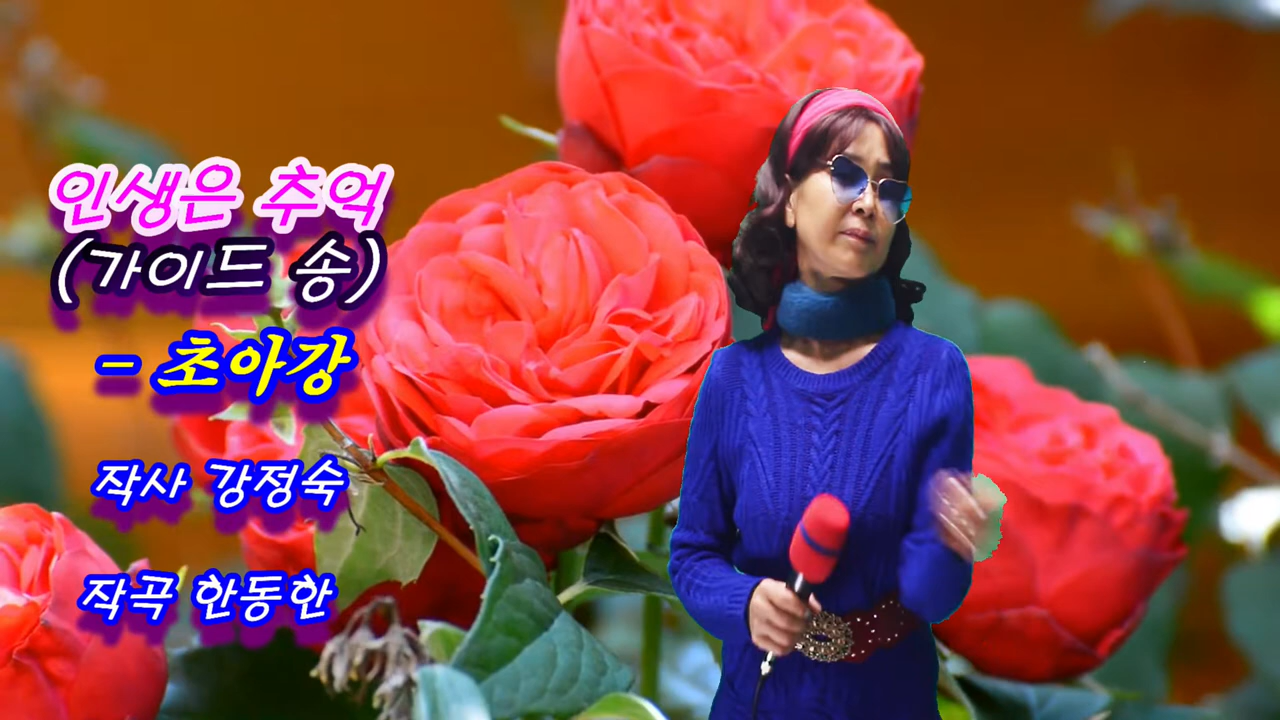 인생은 추억
(가이드 송)
- 초아강
작사 강정숙
작곡 한동한